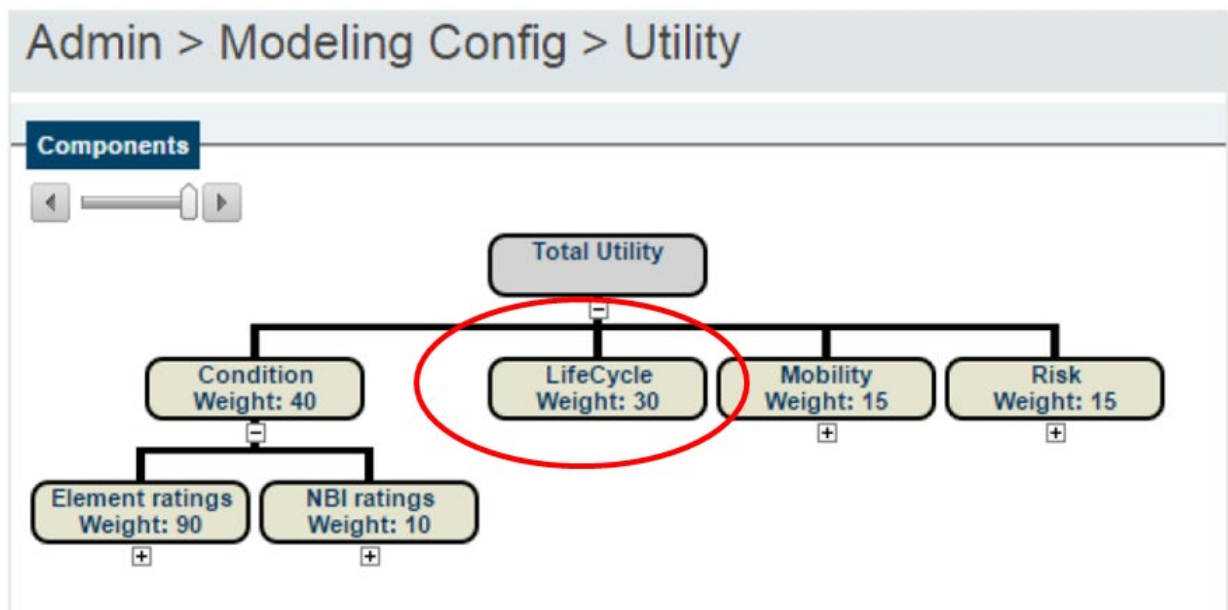 Admin > Modeling Config > Utility
Components
Total Utility
Condition
Weight: 40
LifeCycle
Weight: 30
Mobility
Weight: 15
Risk
Weight: 15
Element ratings
Weight: 90
NBI ratings
Weight: 10